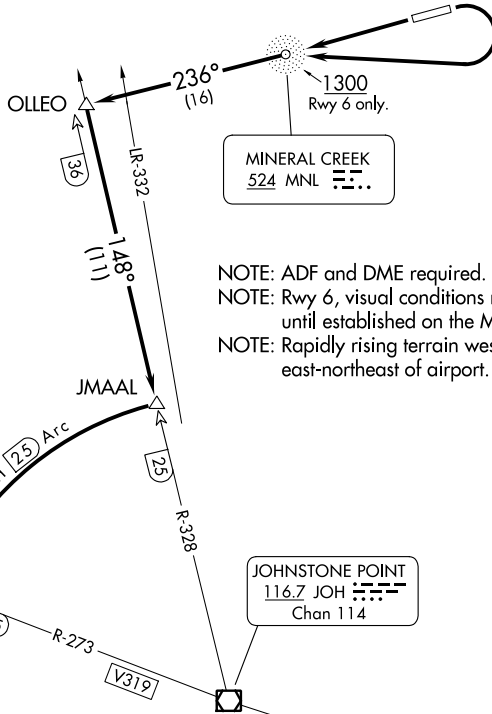 1300
Rwy 6 only.
236°
(16)
OLLEO
36
LR-332
MINERAL CREEK
524 MNL
148°
(11)
NOTE: ADF and DME required.
NOTE: Rwy 6, visual conditions
until established on the
NOTE: Rapidly rising terrain
east-northeast of airport.
JMAAL
25 Arc
25
R-328
JOHNSTONE POINT
116.7 JOH
Chan 114
R-273
V319